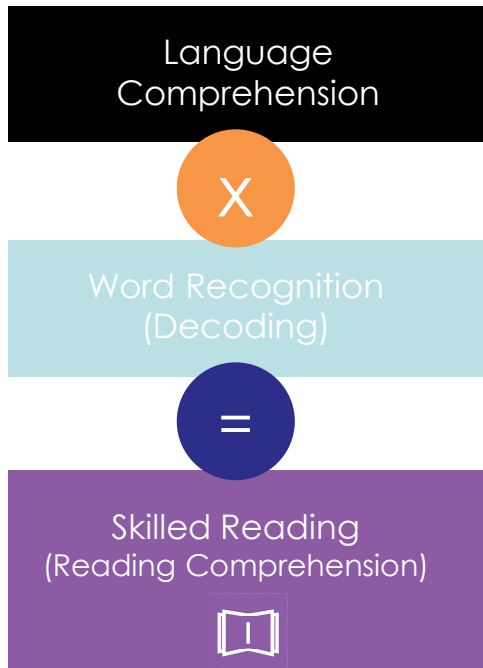 Language
Comprehension
X
Word Recognition
(Decoding)
=
Skilled Reading
(Reading Comprehension)